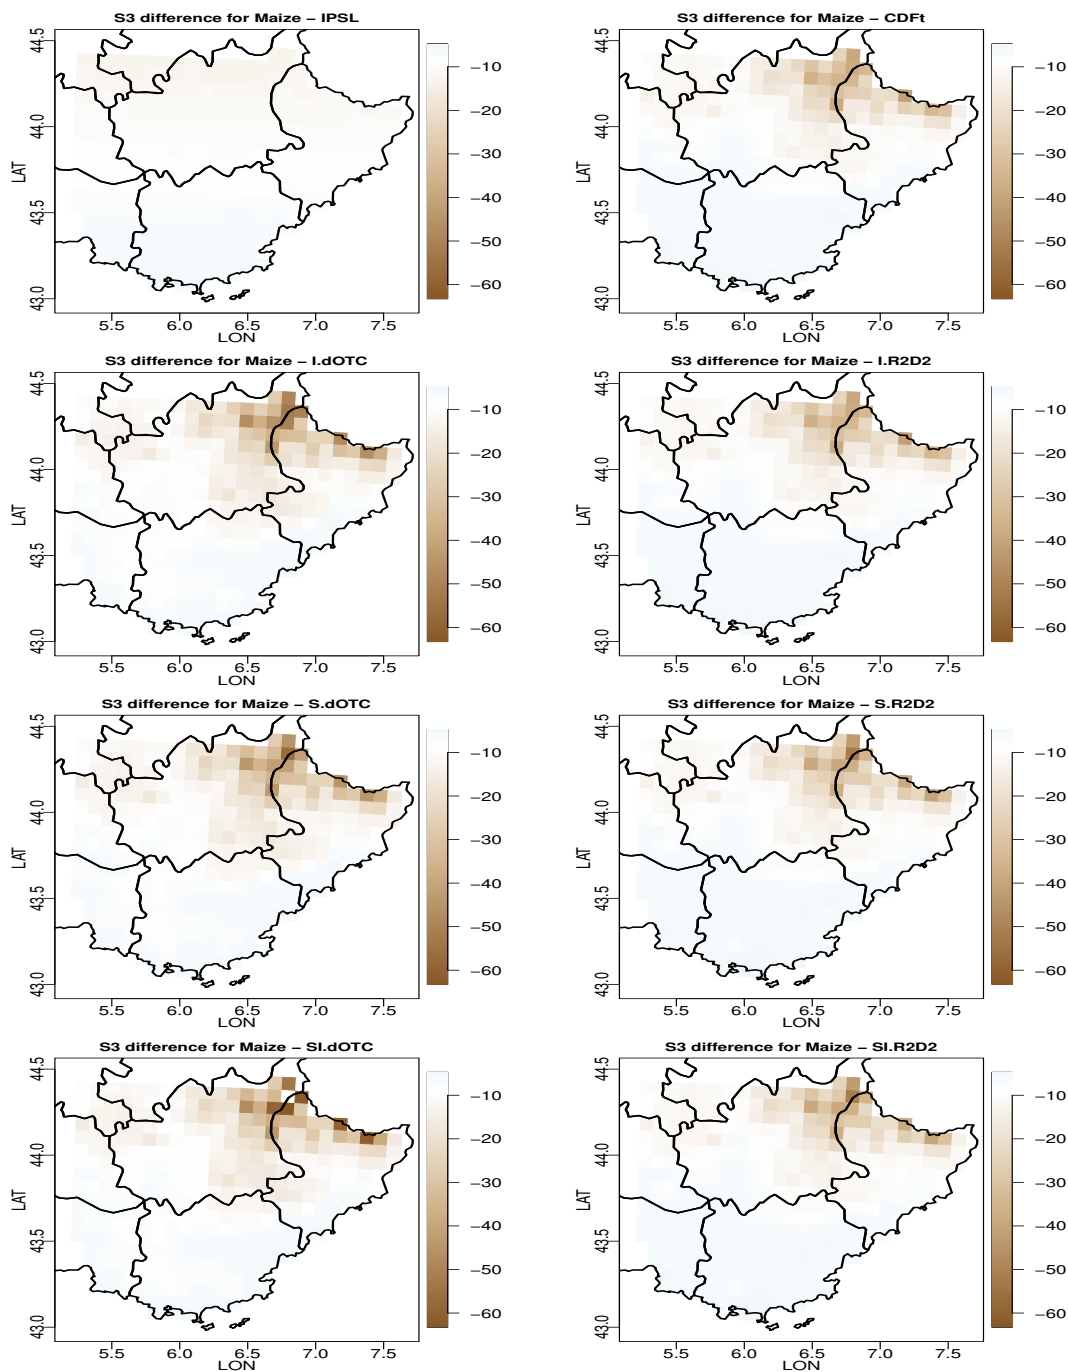 S3 difference for Maize − IPSL
44.5
44.0
43.5
43.0
LAT
5.5 6.0 6.5 7.0 7.5
LON
−10
−20
−30
−40
−50
−60
S3 difference for Maize − CDFt
44.5
44.0
43.5
43.0
LAT
5.5 6.0 6.5 7.0 7.5
LON
−10
−20
−30
−40
−50
−60
S3 difference for Maize − I.dOTC
44.5
44.0
43.5
43.0
LAT
5.5 6.0 6.5 7.0 7.5
LON
−10
−20
−30
−40
−50
−60
S3 difference for Maize − I.R2D2
44.5
44.0
43.5
43.0
LAT
5.5 6.0 6.5 7.0 7.5
LON
−10
−20
−30
−40
−50
−60
S3 difference for Maize − S.dOTC
44.5
44.0
43.5
43.0
LAT
5.5 6.0 6.5 7.0 7.5
LON
−10
−20
−30
−40
−50
−60
S3 difference for Maize − S.R2D2
44.5
44.0
43.5
43.0
LAT
5.5 6.0 6.5 7.0 7.5
LON
−10
−20
−30
−40
−50
−60
S3 difference for Maize − SI.dOTC
44.5
44.0
43.5
43.0
LAT
5.5 6.0 6.5 7.0 7.5
LON
−10
−20
−30
−40
−50
−60
S3 difference for Maize − SI.R2D2
44.5
44.0
43.5
43.0
LAT
5.5 6.0 6.5 7.0 7.5
LON
−10
−20
−30
−40
−50
−60